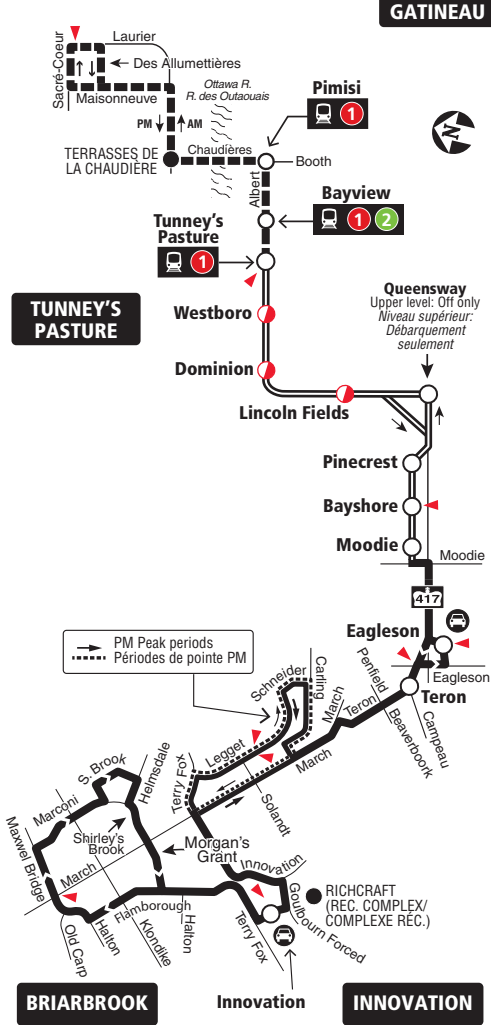 GATINEAU
Laurier
Sacré-Coeur
Des Allumettières
Maisonneuve
Ottawa R.
R. des Outaouais
PM
AM
TERRASSES DE
LA CHAUDIÈRE
Chaudières
Pimisi
1
Booth
Albert
N
Bayview
1 2
Tunney's
Pasture
1
TUNNEY'S
PASTURE
Queensway
Upper level: Off only
Niveau supérieur:
Débarquement
seulement
Westboro
Dominion
Lincoln Fields
Pinecrest
Bayshore
Moodie
Moodie
417
Eagleson
Eagleson
Teron
PM Peak periods
Périodes de pointe PM
Schneider
Carling
Penfield
Beaverboork
Campeau
March
Teron
Legget
March
Terry Fox
Solandt
S. Brook
Helmsdale
Marconi
Shirley's
Brook
Maxwel Bridge
March
Morgan's
Grant
Innovation
Goulbourn Forced
RICHCRAFT
(REC. COMPLEX/
COMPLEXE RÉC.)
Flamborough
Old Carp
Halton
Klondike
Halton
Terry Fox
Innovation
BRIARBROOK
INNOVATION